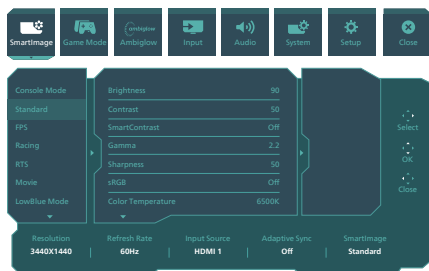 ambiglow
SmartImage Game Mode Ambiglow Input Audio System Setup Close
Console Mode Brightness 90
Standard Contrast 50
FPS SmartContrast Off
Racing Gamma 2.2
RTS Sharpness 50
Movie sRGB Off
LowBlue Mode Color Temperature 6500K
Select
OK
Close
Resolution Refresh Rate Input Source Adaptive Sync SmartImage
3440X1440 60Hz HDMI 1 Off Standard